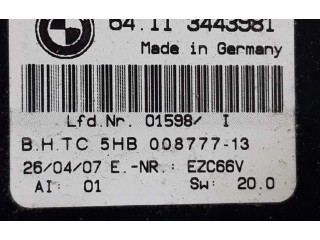 64.11 3443981
Made in Germany
Lfd.Nr. 01598/ I
B.H.TC 5HB 008777-13
26/04/07 E.-NR: EZC66V
AI: 01 SW: 20.0